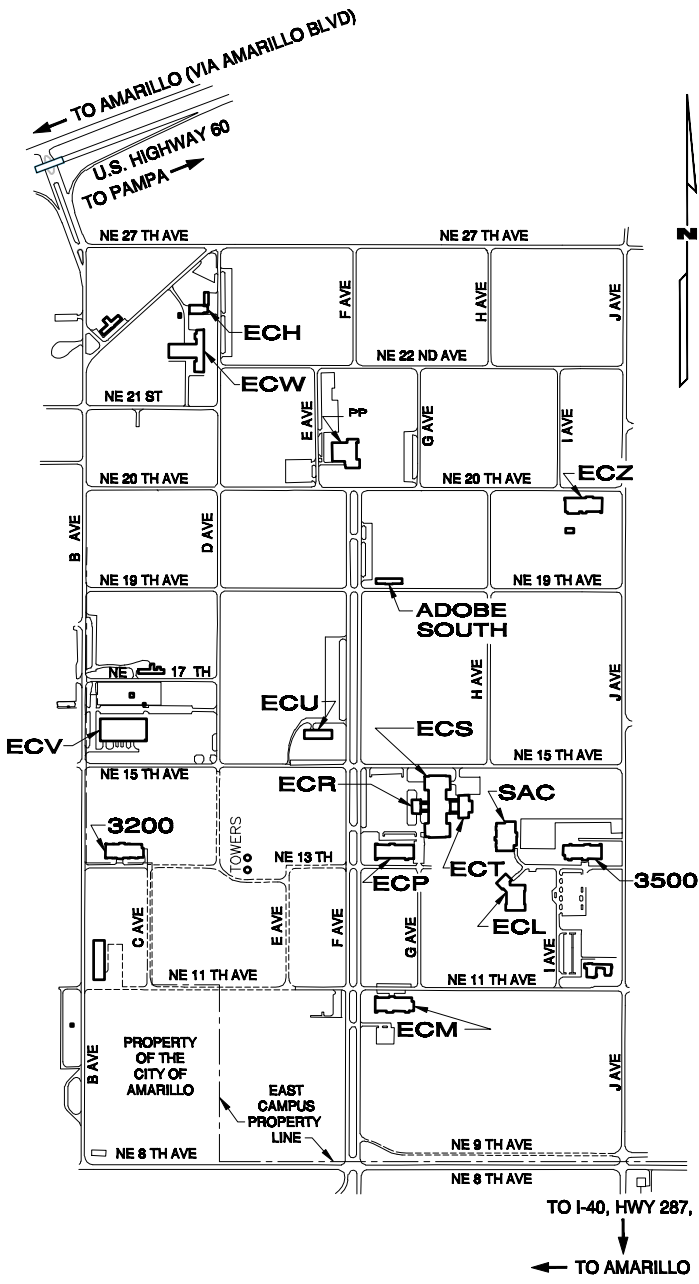 TO AMARILLO (VIA AMARILLO BLVD)
U.S. HIGHWAY 60
TO PAMPA
N
NE 27 TH AVE
NE 27 TH AVE
F AVE
H AVE
J AVE
ECH
NE 22 ND AVE
ECW
NE 21 ST
E AVE
PP
G AVE
I AVE
ECZ
NE 20 TH AVE
NE 20 TH AVE
B AVE
D AVE
NE 19 TH AVE
NE 19 TH AVE
ADOBE
SOUTH
NE 17 TH
H AVE
J AVE
ECU
ECS
ECV
NE 15 TH AVE
NE 15 TH AVE
ECR
SAC
3200
TOWERS
NE 13 TH
ECT
ECP
3500
ECL
C AVE
E AVE
F AVE
G AVE
I AVE
NE 11 TH AVE
NE 11 TH AVE
ECM
PROPERTY
OF THE
CITY OF
AMARILLO
B AVE
J AVE
EAST
CAMPUS
PROPERTY
LINE
NE 9 TH AVE
NE 8 TH AVE
NE 8 TH AVE
TO I-40, HWY 287,
TO AMARILLO